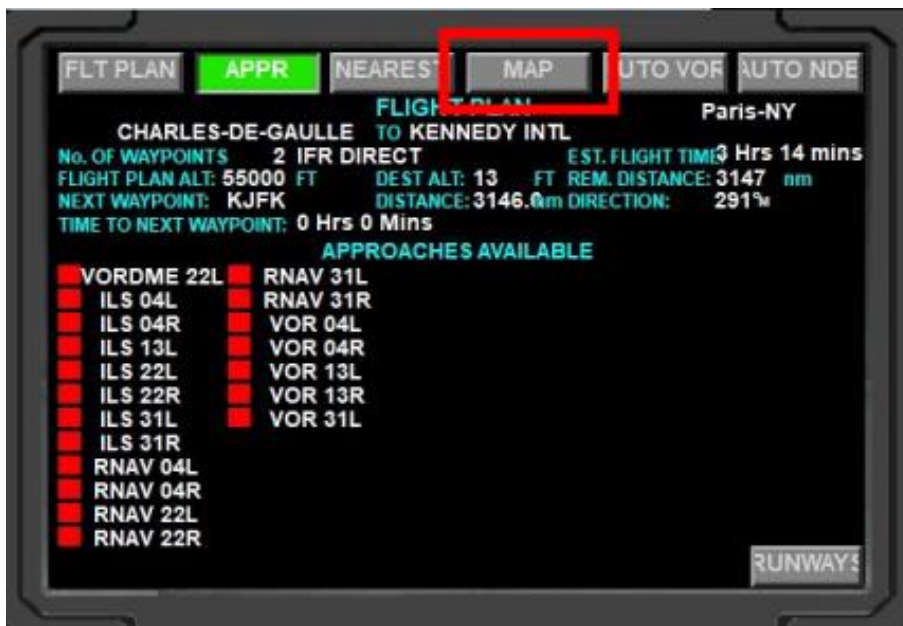 FLT PLAN APPR NEAREST MAP UTO VOR AUTO NDE
FLIGHT PLAN Paris-NY
CHARLES-DE-GAULLE TO KENNEDY INTL
No. OF WAYPOINTS 2 IFR DIRECT EST. FLIGHT TIME 3 Hrs 14 mins
FLIGHT PLAN ALT: 55000 FT DEST ALT: 13 FT REM. DISTANCE: 3147 nm
NEXT WAYPOINT: KJFK DISTANCE: 3146. nm DIRECTION: 291°M
TIME TO NEXT WAYPOINT: 0 Hrs 0 Mins
APPROACHES AVAILABLE
VORDME 22L RNAV 31L
ILS 04L RNAV 31R
ILS 04R VOR 04L
ILS 13L VOR 04R
ILS 22L VOR 13L
ILS 22R VOR 13R
ILS 31L VOR 31L
ILS 31R
RNAV 04L
RNAV 04R
RNAV 22L
RNAV 22R
RUNWAYS